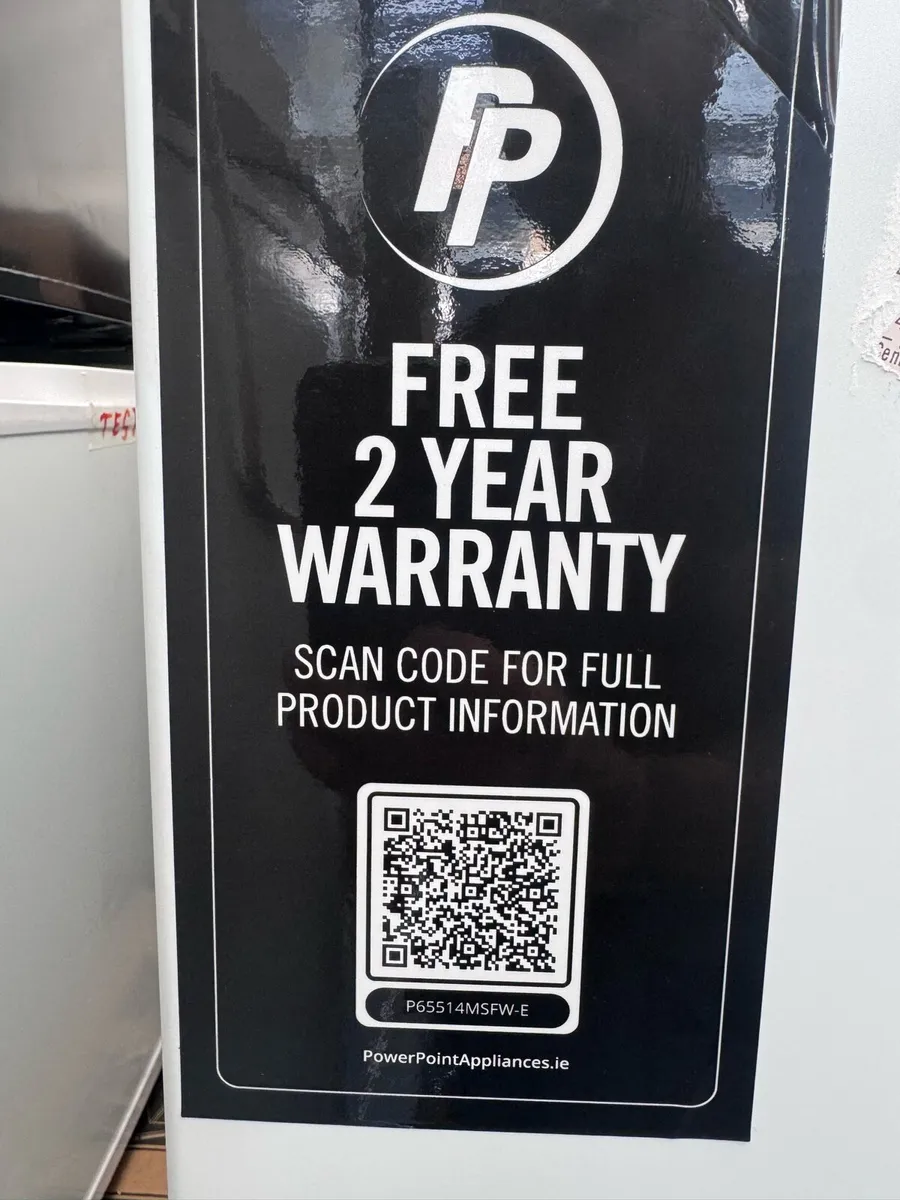 PP
FREE
2 YEAR
WARRANTY
SCAN CODE FOR FULL
PRODUCT INFORMATION
P65514MSFW-E
PowerPointAppliances.ie